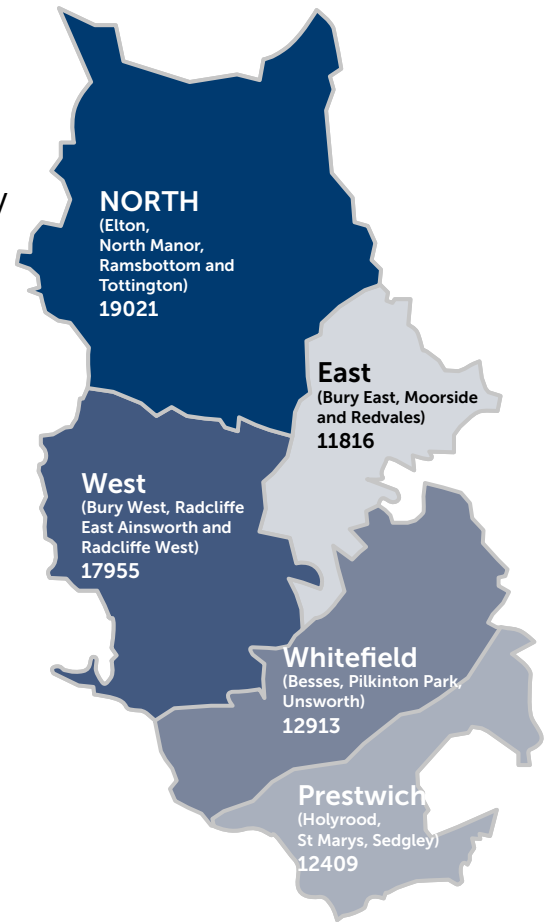 y
NORTH
(Elton,
North Manor,
Ramsbottom and
Tottington)
19021
East
(Bury East, Moorside
and Redvales)
11816
West
(Bury West, Radcliffe
East Ainsworth and
Radcliffe West)
17955
Whitefield
(Besses, Pilkinton Park,
Unsworth)
12913
Prestwich
(Holyrood,
St Marys, Sedgley)
12409